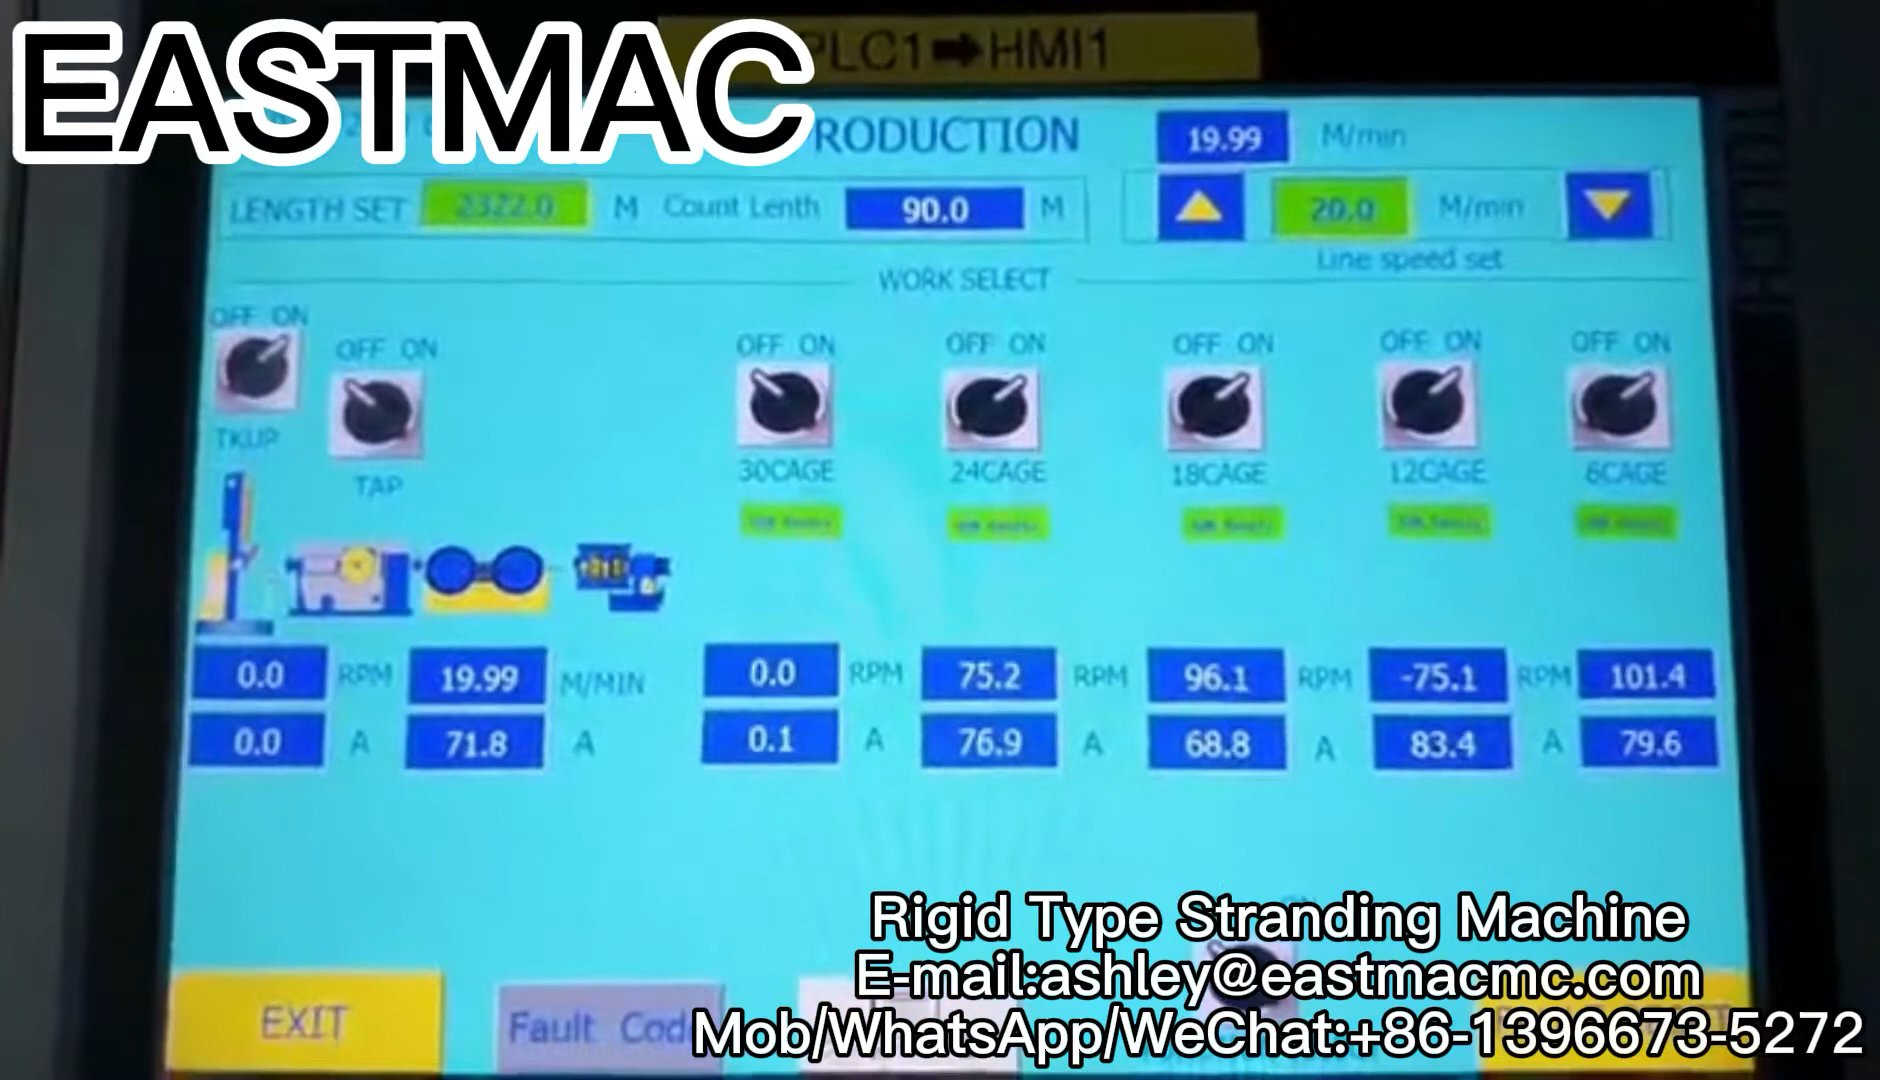 EASTMAC
PLC1➡HMI1
PRODUCTION
19.99 M/min
LENGTH SET 2322.0 M Count Lenth 90.0 M
20.0 M/min
Line speed set
WORK SELECT
OFF ON
TKUP
OFF ON
TAP
OFF ON OFF ON OFF ON OFF ON OFF ON
30CAGE 24CAGE 18CAGE 12CAGE 6CAGE
0.0 RPM 19.99 M/MIN 0.0 RPM 75.2 RPM 96.1 RPM -75.1 RPM 101.4
0.0 A 71.8 A 0.1 A 76.9 A 68.8 A 83.4 A 79.6
Rigid Type Stranding Machine
E-mail:ashley@eastmacmc.com
Mob/WhatsApp/WeChat:+86-1396673-5272
EXIT
Fault